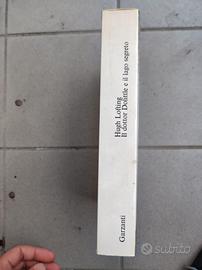 Hugh Lofting
Il dottor Dolittle e il lago segreto
Garzanti
subito